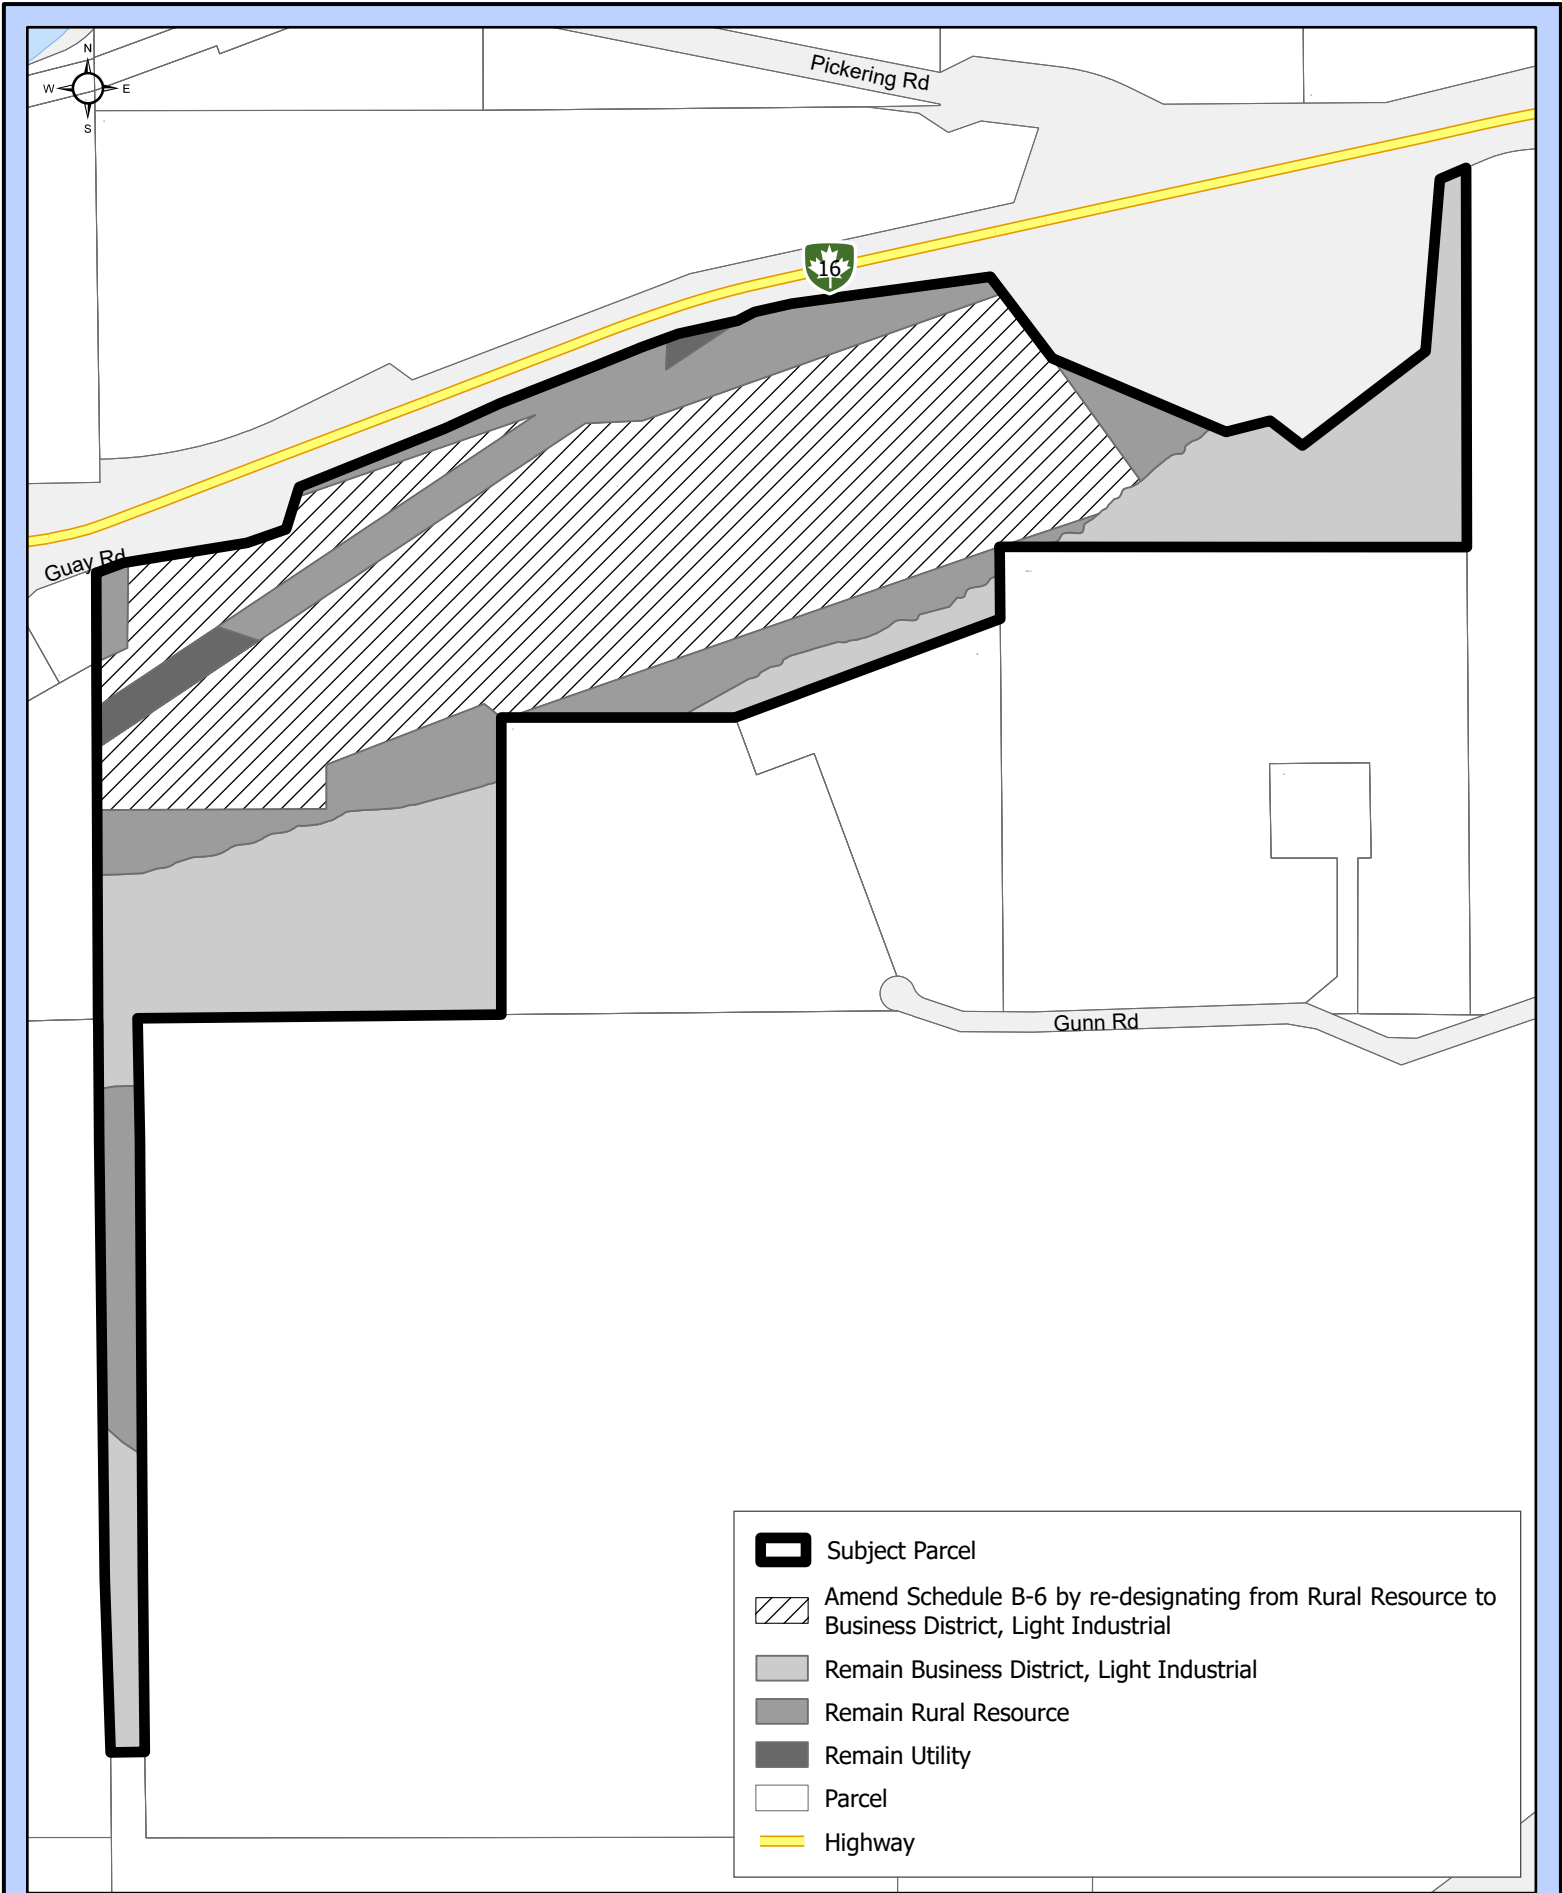 N
W E
S
Pickering Rd
16
Guay Rd
Gunn Rd
Subject Parcel
Amend Schedule B-6 by re-designating from Rural Resource to
Business District, Light Industrial
Remain Business District, Light Industrial
Remain Rural Resource
Remain Utility
Parcel
Highway